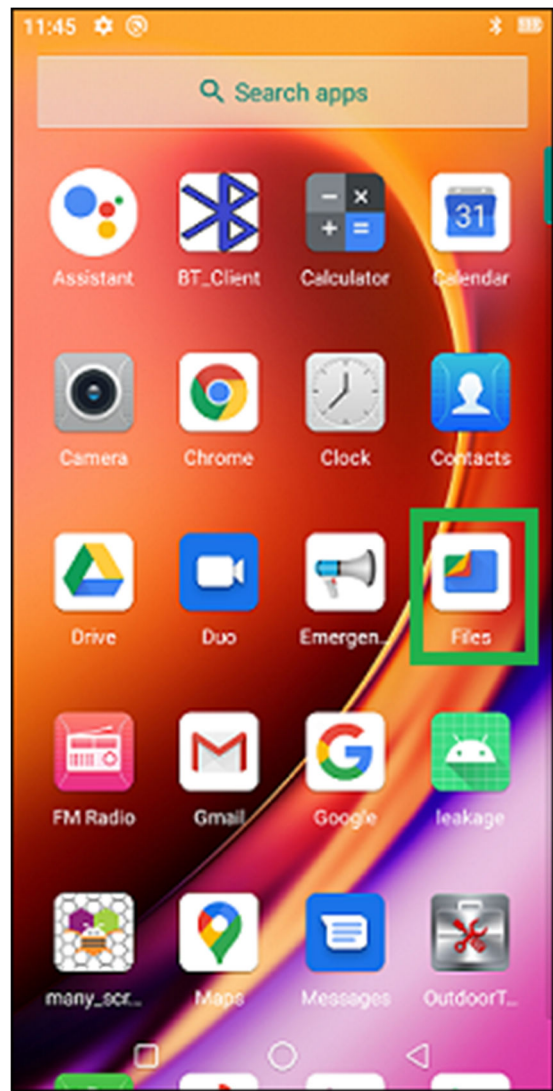 11:45
Search apps
Assistant
BT_Client
Calculator
31
Calendar
Camera
Chrome
Clock
Contacts
Drive
Duo
Emergen...
Files
FM Radio
Gmail
Google
leakage
many_scr...
Maps
Messages
OutdoorT...